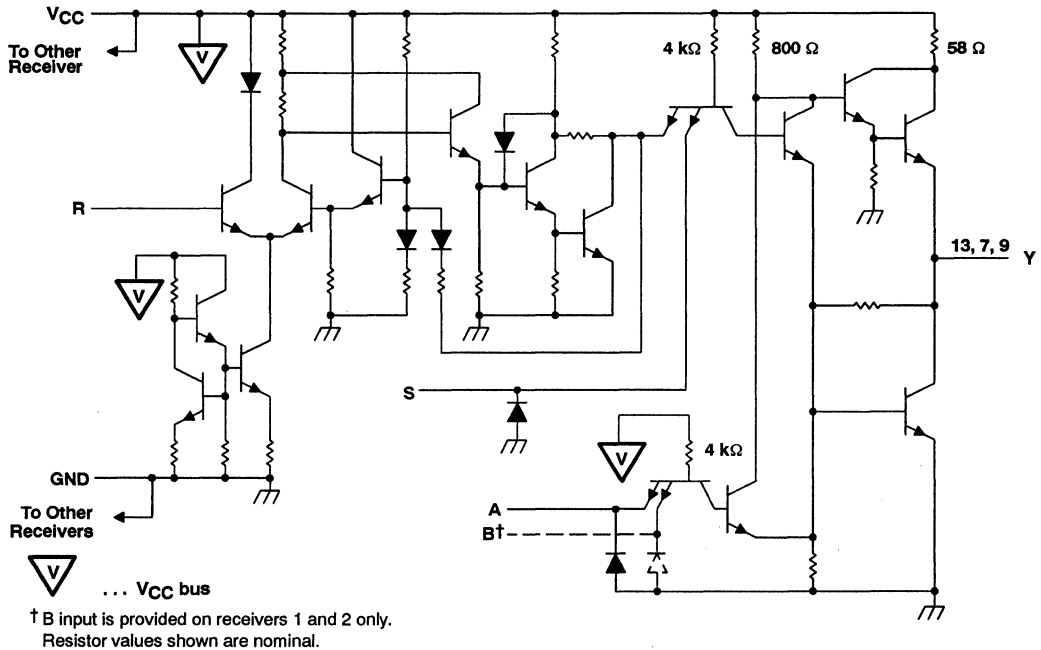 VCC
To Other
Receiver
V
4 kΩ
800 Ω
58 Ω
R
V
13, 7, 9
Y
S
V
4 kΩ
GND
To Other
Receivers
A
B†
V
... VCC bus
† B input is provided on receivers 1 and 2 only.
Resistor values shown are nominal.